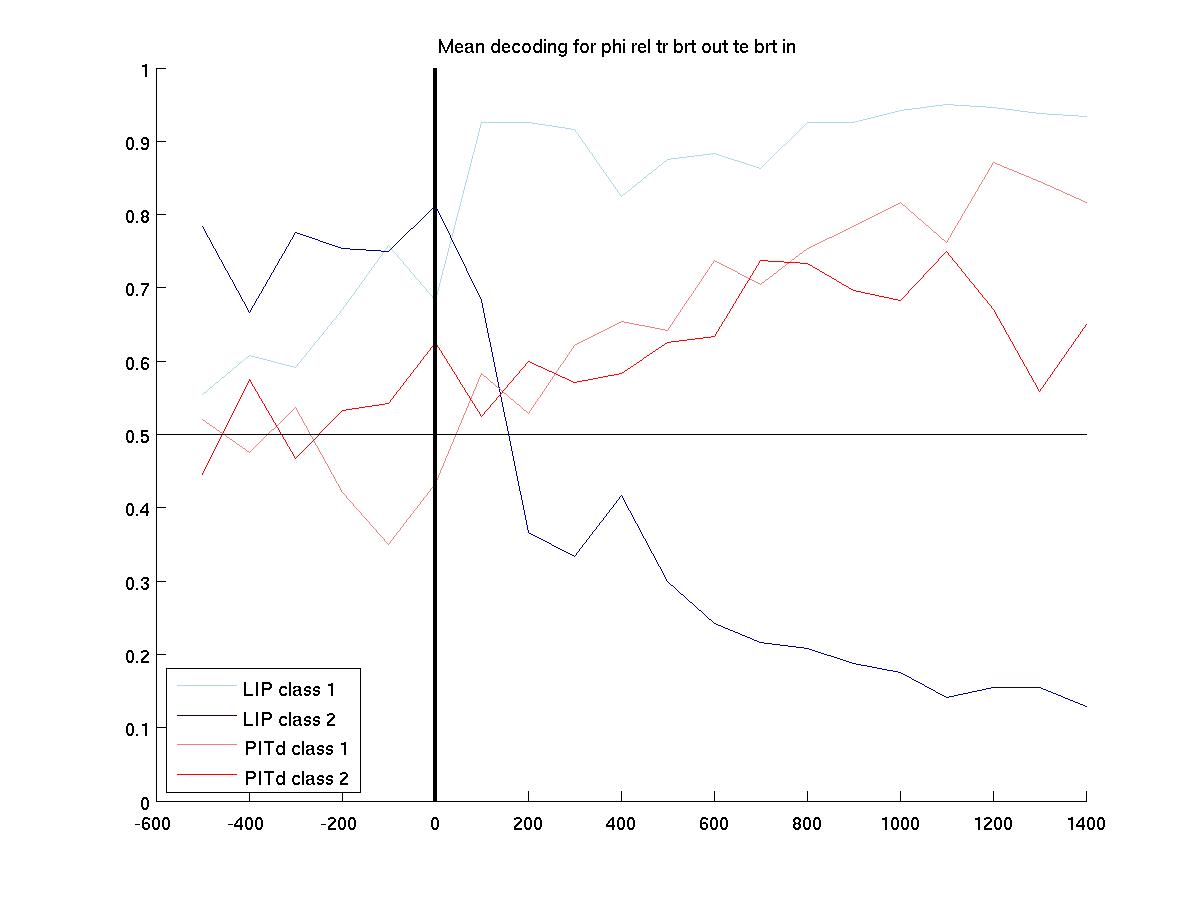 Mean decoding for phi rel tr brt out te brt in
1
0.9
0.8
0.7
0.6
0.5
0.4
0.3
0.2
0.1
0
LIP class 1
LIP class 2
PITd class 1
PITd class 2
-600 -400 -200 0 200 400 600 800 1000 1200 1400